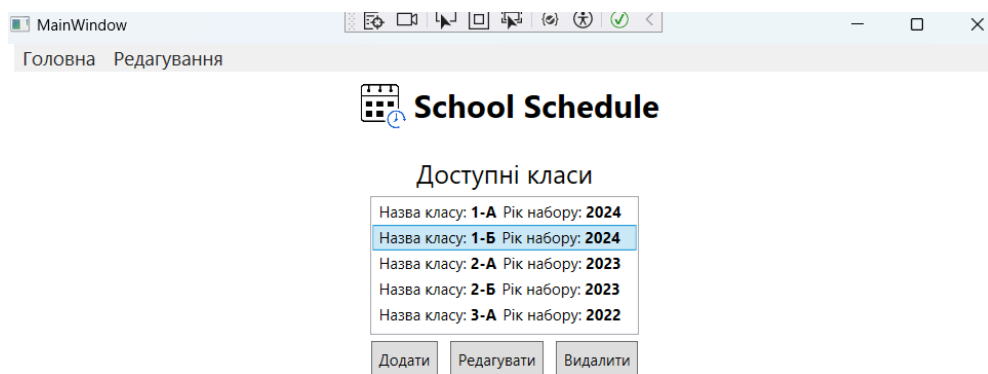 MainWindow
Головна Редагування
School Schedule
Доступні класи
Назва класу: 1-А Рік набору: 2024
Назва класу: 1-Б Рік набору: 2024
Назва класу: 2-А Рік набору: 2023
Назва класу: 2-Б Рік набору: 2023
Назва класу: 3-А Рік набору: 2022
Додати Редагувати Видалити